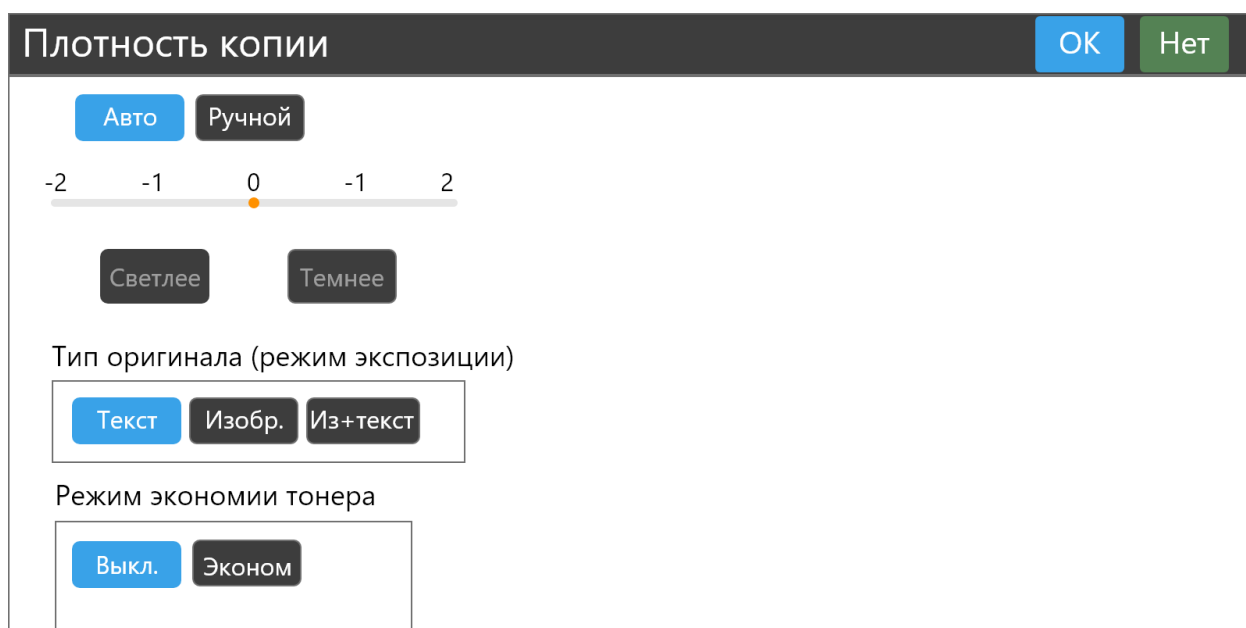 Плотность копии OK Нет
Авто Ручной
-2 -1 0 -1 2
Светлее Темнее
Тип оригинала (режим экспозиции)
Текст Изобр. Из+текст
Режим экономии тонера
Выкл. Эконом